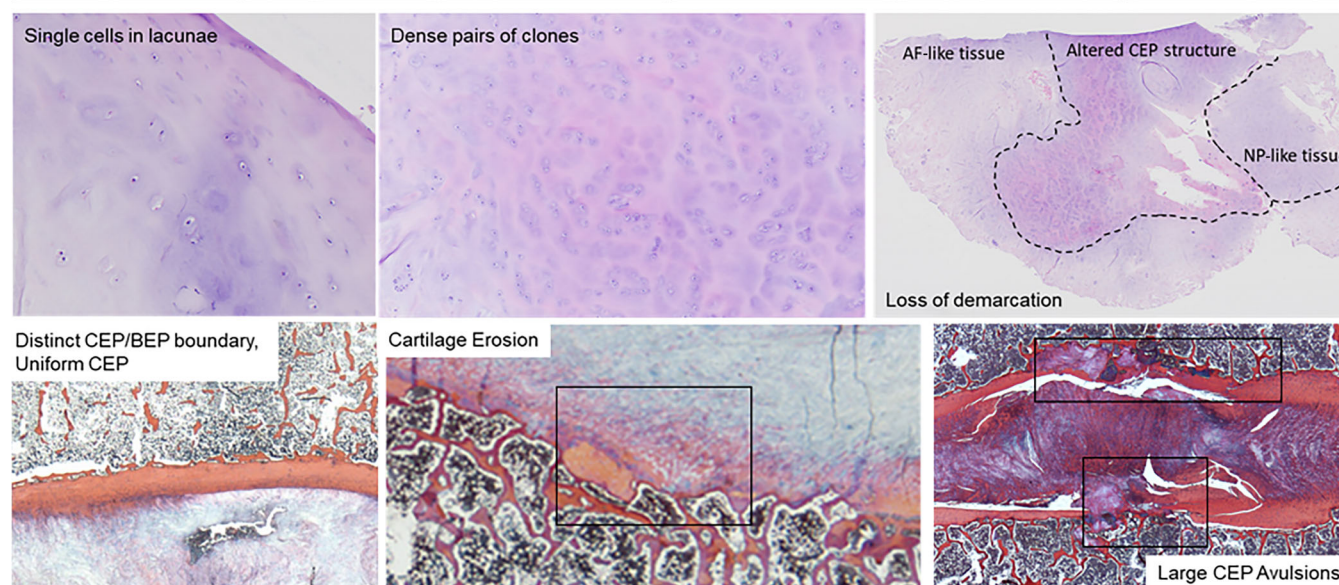 Single cells in lacunae
Dense pairs of clones
AF-like tissue
Altered CEP structure
NP-like tissu
Loss of demarcation
Distinct CEP/BEP boundary,
Uniform CEP
Cartilage Erosion
Large CEP Avulsions